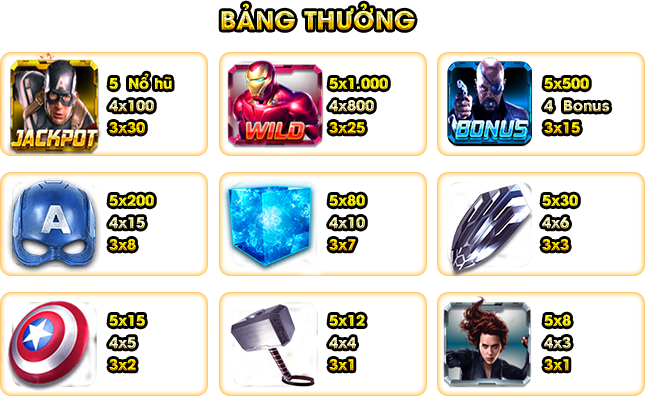 BẢNG THƯỞNG
JACKPOT
5 Nổ hũ
4x100
3x30
WILD
5x1.000
4x800
3x25
BONUS
5x500
4 Bonus
3x15
A
5x200
4x15
3x8
5x80
4x10
3x7
5x30
4x6
3x3
5x15
4x5
3x2
5x12
4x4
3x1
5x8
4x3
3x1